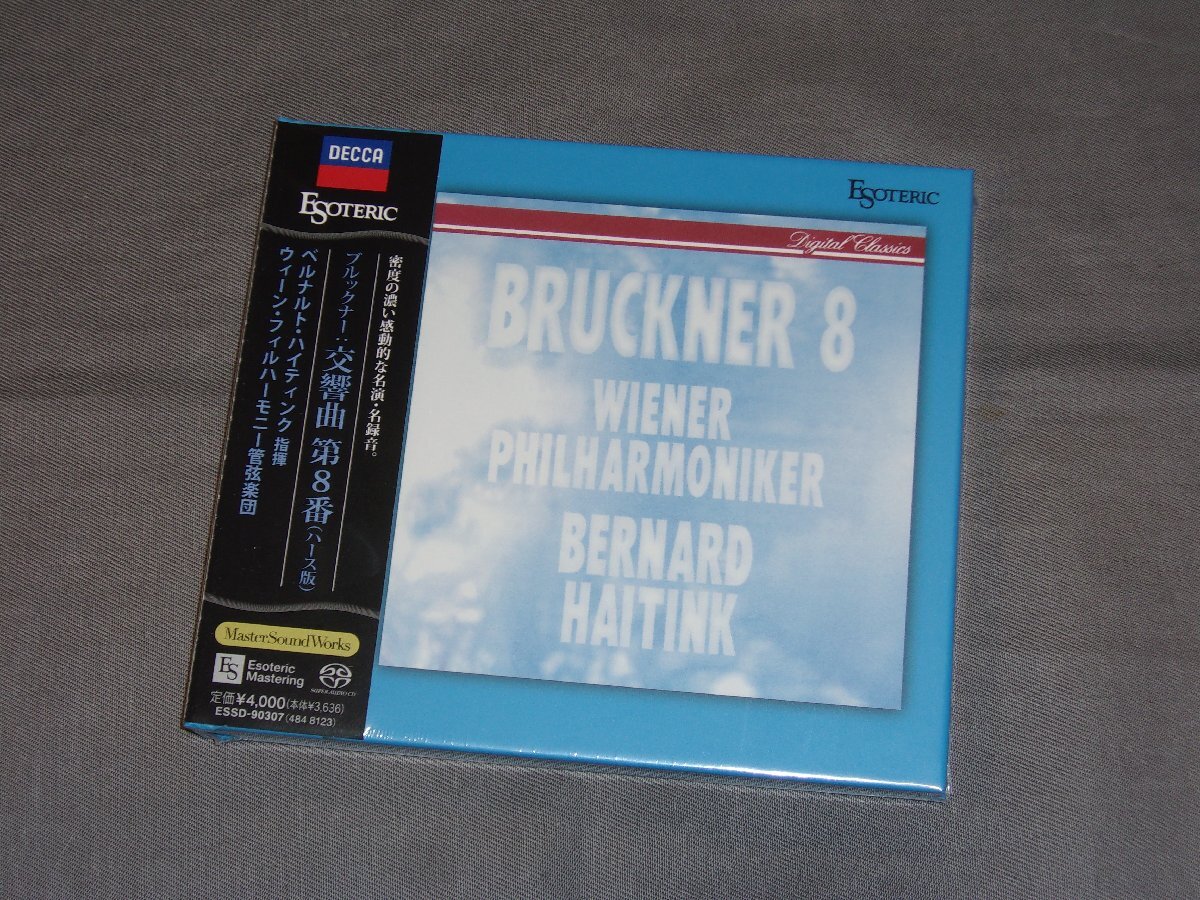 DECCA
ESOTERIC
密度の濃い感動的な名演・名録音。
ブルックナー:交響曲 第8番(ハース版)
ベルナルト・ハイティンク 指揮
ウィーン・フィルハーモニー管弦楽団
MasterSoundWorks
ES
Esoteric
Mastering
SUPER AUDIO CD
定価¥4,000(本体¥3,636)
ESSD-90307(484 8123)
ESOTERIC
Digital Classics
BRUCKNER 8
WIENER
PHILHARMONIKER
BERNARD
HAITINK